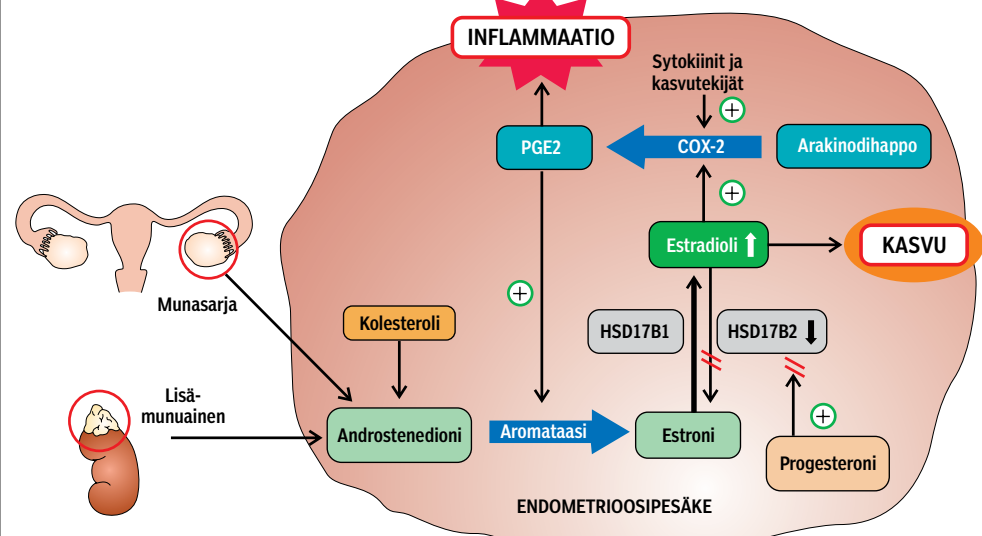 INFLAMMAATIO
Sytokiinit ja
kasvutekijät
PGE2
COX-2
Arakinodihappo
Estradioli
KASVU
Munasarja
Kolesteroli
HSD17B1
HSD17B2
Lisä-
munuainen
Androstenedioni
Aromataasi
Estroni
Progesteroni
ENDOMETRIOOSIPESÄKE